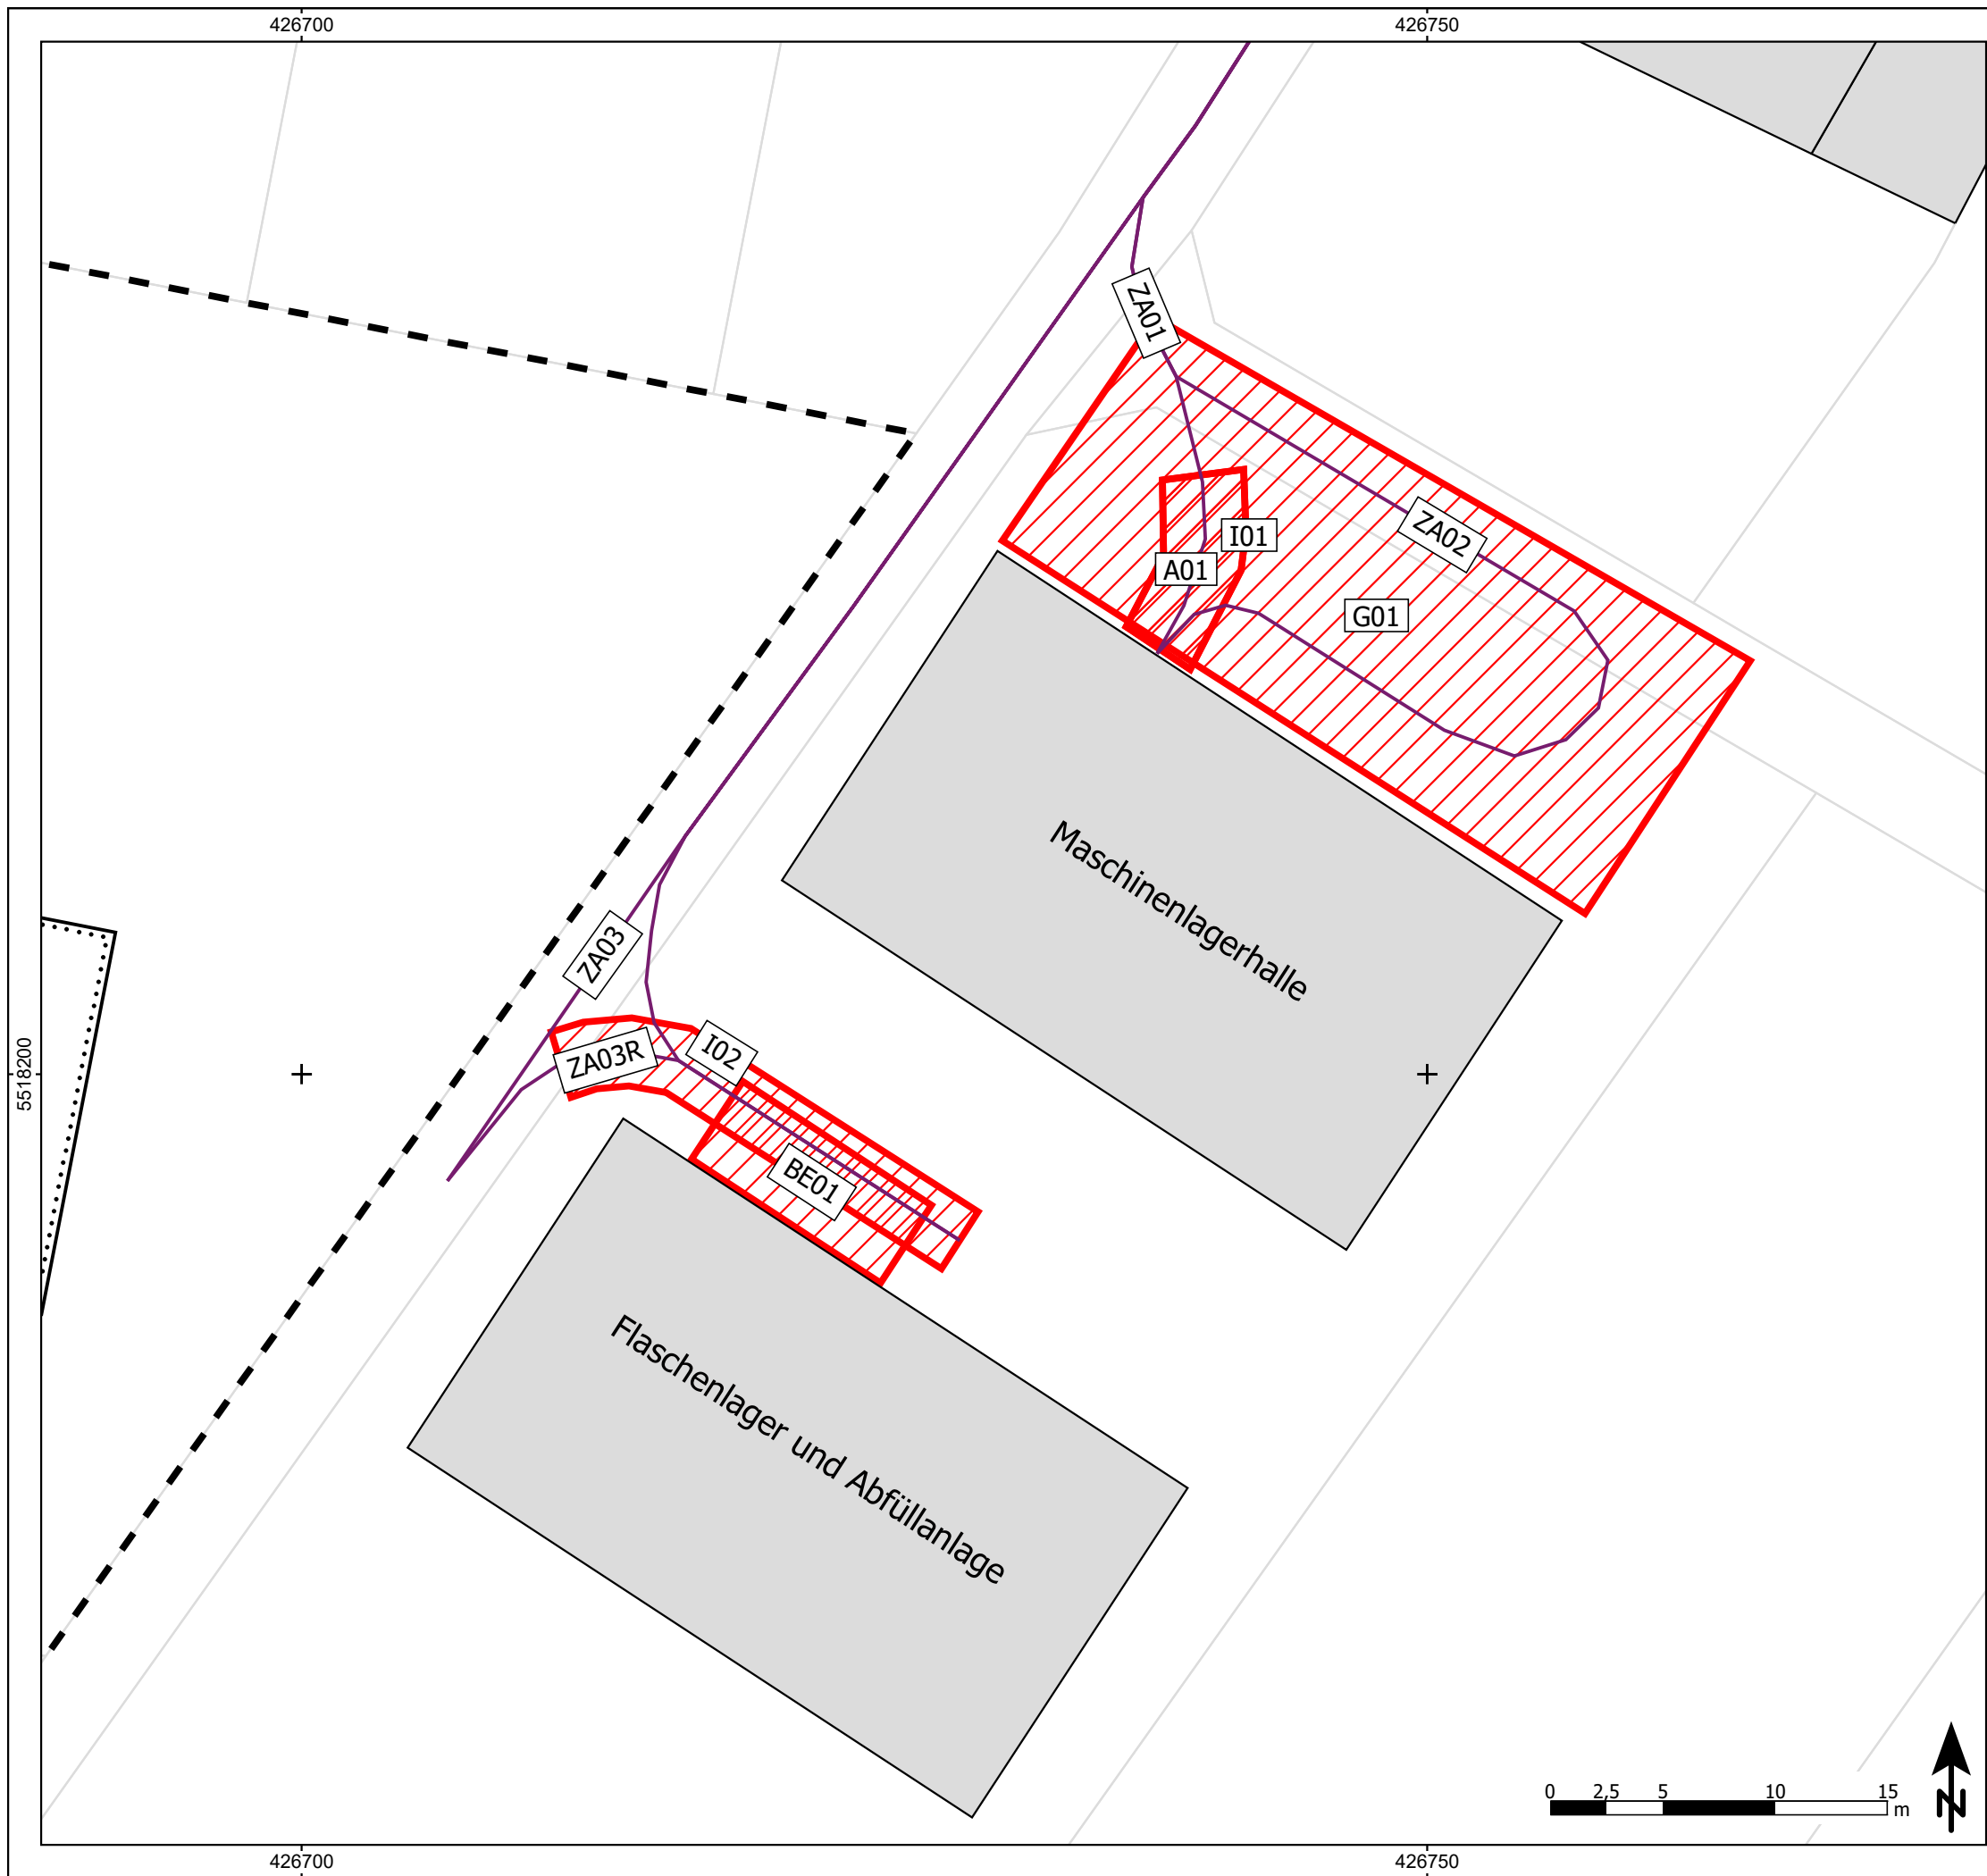 426700
426750
ZA01
ZA02
I01
A01
G01
Maschinenlagerhalle
ZA03
I02
ZA03R
5518200
BE01
Flaschenlager und Abfüllanlage
0 2,5 5 10 15
m
N
426700
426750